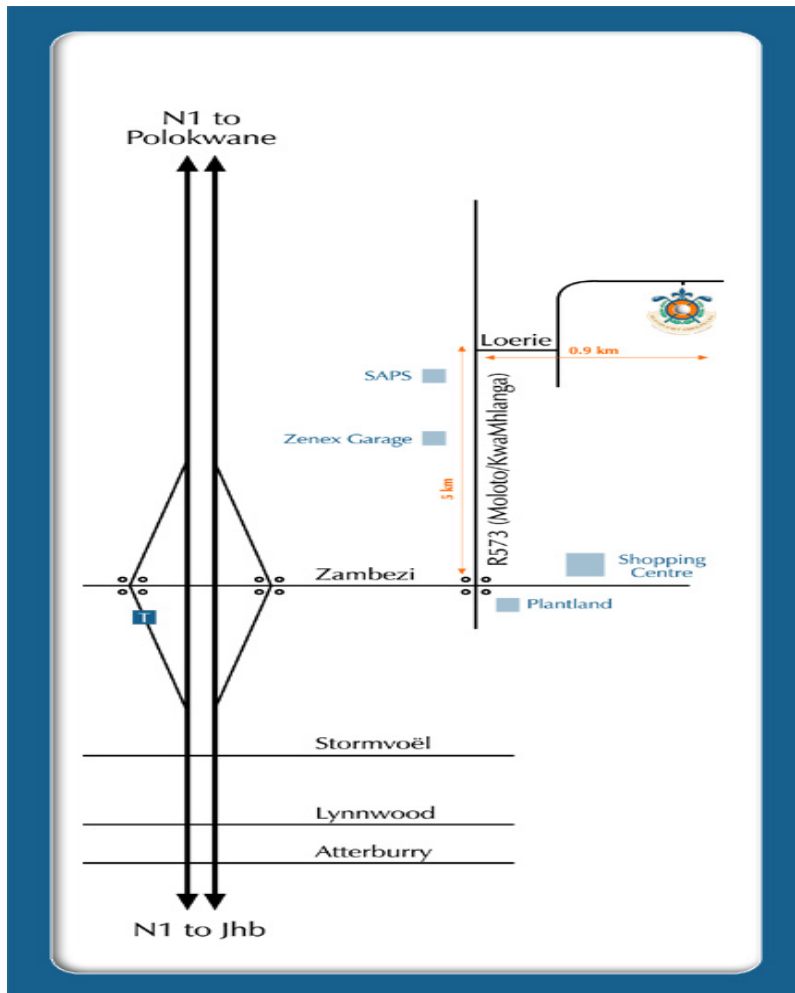 N1 to
Polokwane
Loerie
0.9 km
SAPS
Zenex Garage
5 km
R573 (Moloto/KwaMhlanga)
Zambezi
Shopping
Centre
T
Plantland
Stormvoël
Lynnwood
Atterburry
N1 to Jhb